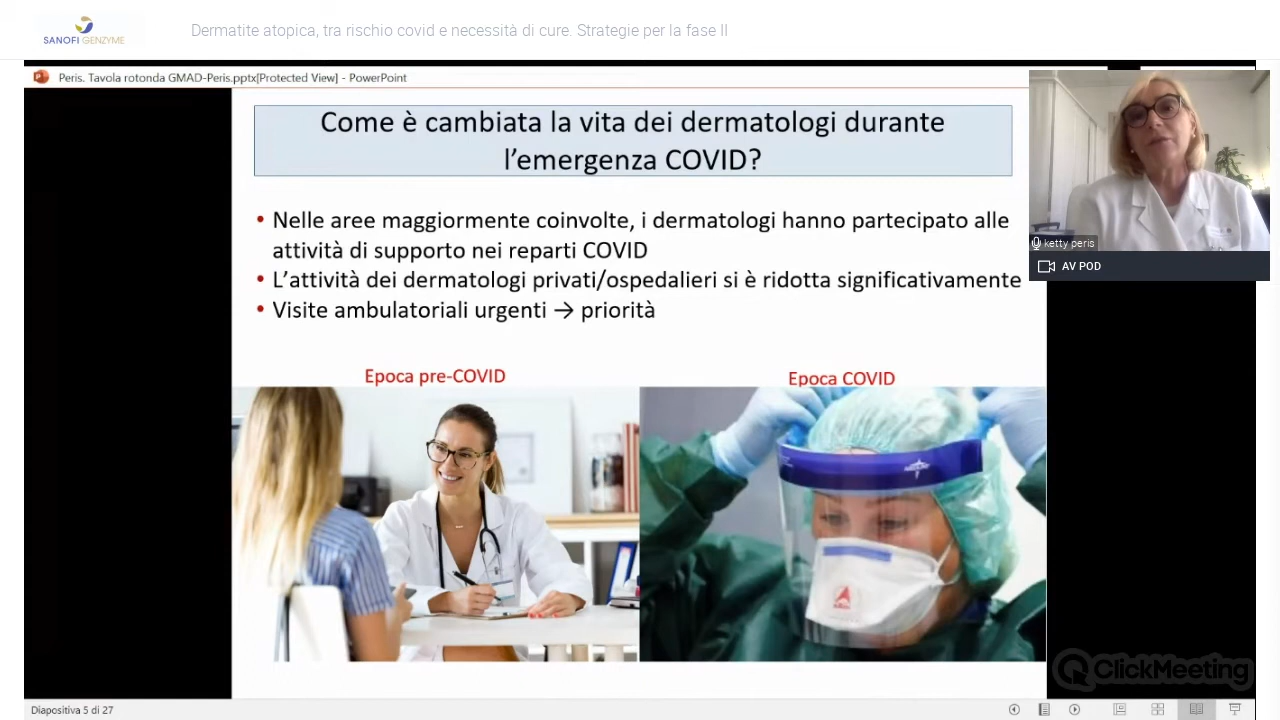 SANOFI GENZYME
Dermatite atopica, tra rischio covid e necessità di cure. Strategie per la fase II
Peris. Tavola rotonda GMAD-Peris.pptx[Protected View] - PowerPoint
Come è cambiata la vita dei dermatologi durante
l'emergenza COVID?
• Nelle aree maggiormente coinvolte, i dermatologi hanno partecipato alle
attività di supporto nei reparti COVID
• L'attività dei dermatologi privati/ospedalieri si è ridotta significativamente
• Visite ambulatoriali urgenti → priorità
ketty peris
AV POD
Epoca pre-COVID
Epoca COVID
ClickMeeting
Diapositiva 5 di 27